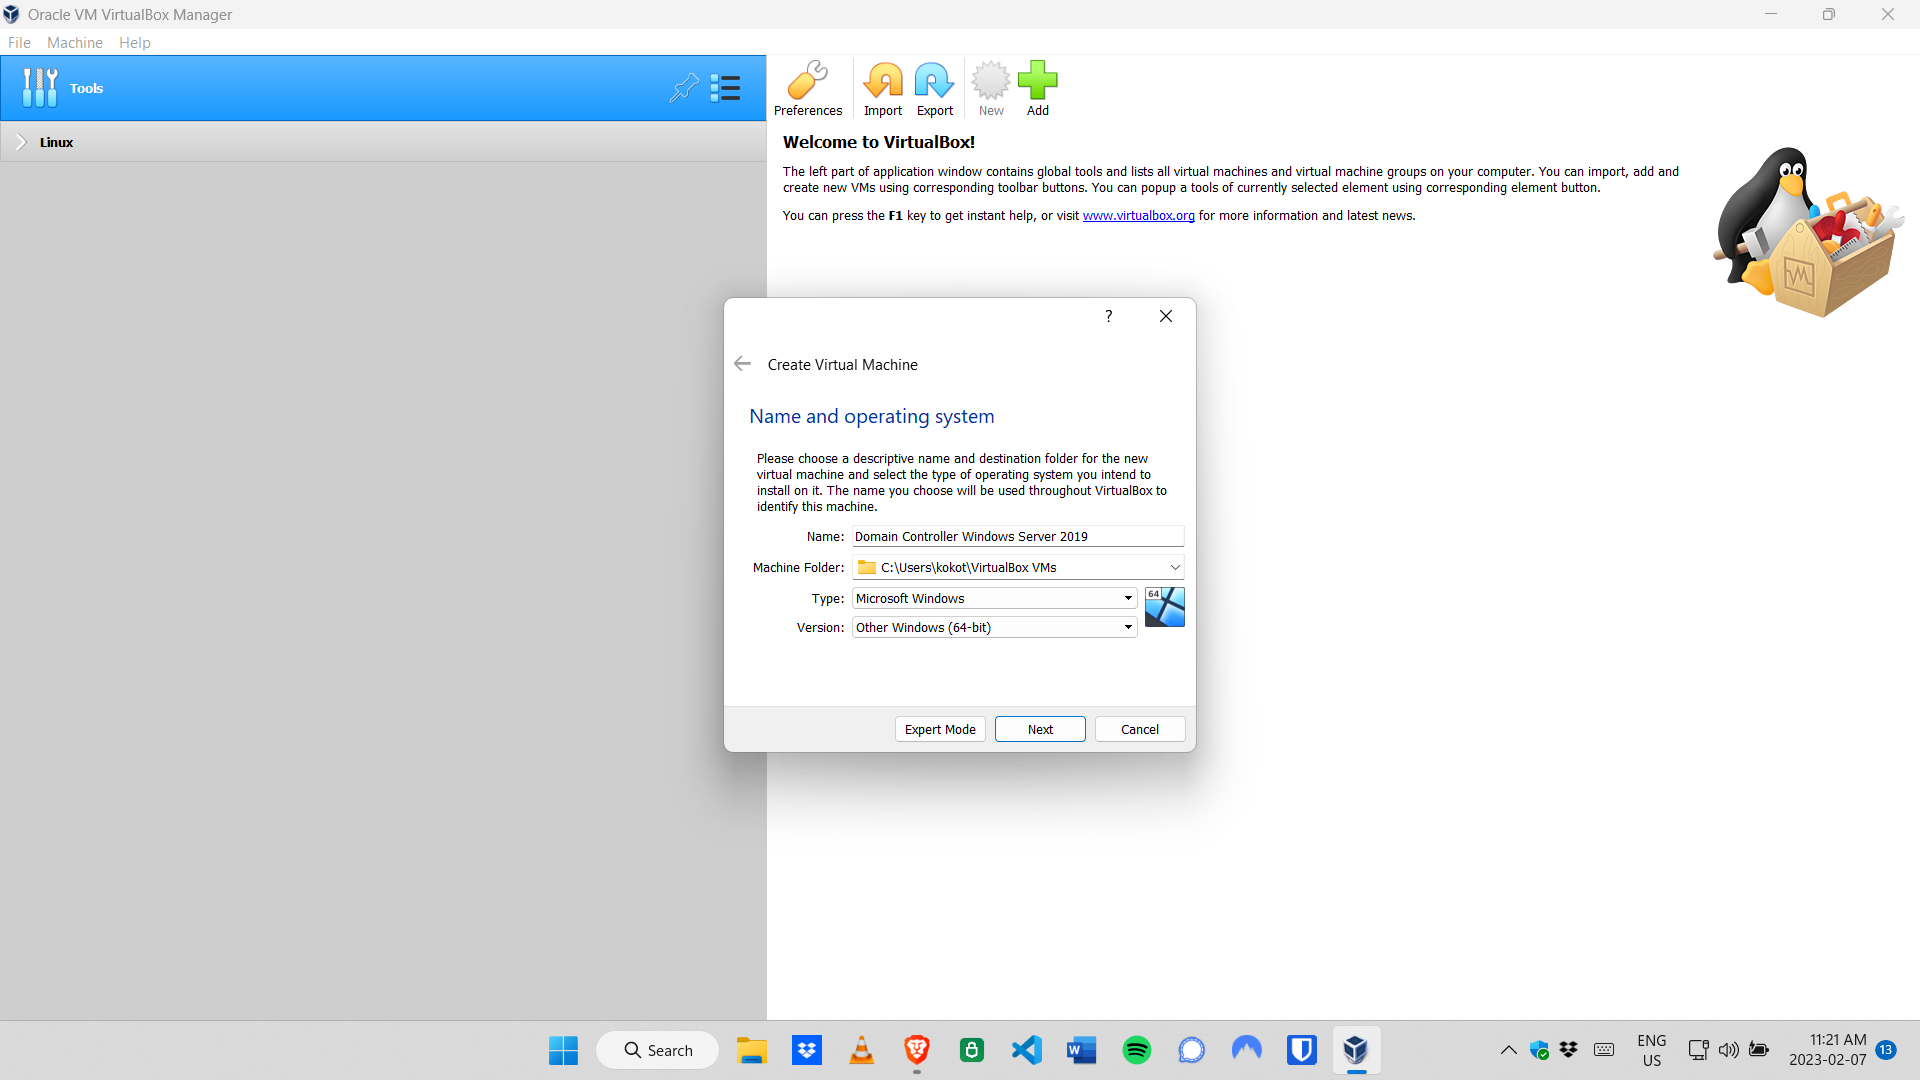 Oracle VM VirtualBox Manager
File Machine Help
Tools
Linux
Preferences Import Export New Add
Welcome to VirtualBox!
The left part of application window contains global tools and lists all virtual machines and virtual machine groups on your computer. You can import, add and
create new VMs using corresponding toolbar buttons. You can popup a tools of currently selected element using corresponding element button.
You can press the F1 key to get instant help, or visit www.virtualbox.org for more information and latest news.
?
Create Virtual Machine
Name and operating system
Please choose a descriptive name and destination folder for the new
virtual machine and select the type of operating system you intend to
install on it. The name you choose will be used throughout VirtualBox to
identify this machine.
Name: Domain Controller Windows Server 2019
Machine Folder: C:\Users\kokot\VirtualBox VMs
Type: Microsoft Windows
64
Version: Other Windows (64-bit)
Expert Mode Next Cancel
Search
W
ENG
US
11:21 AM
2023-02-07
13